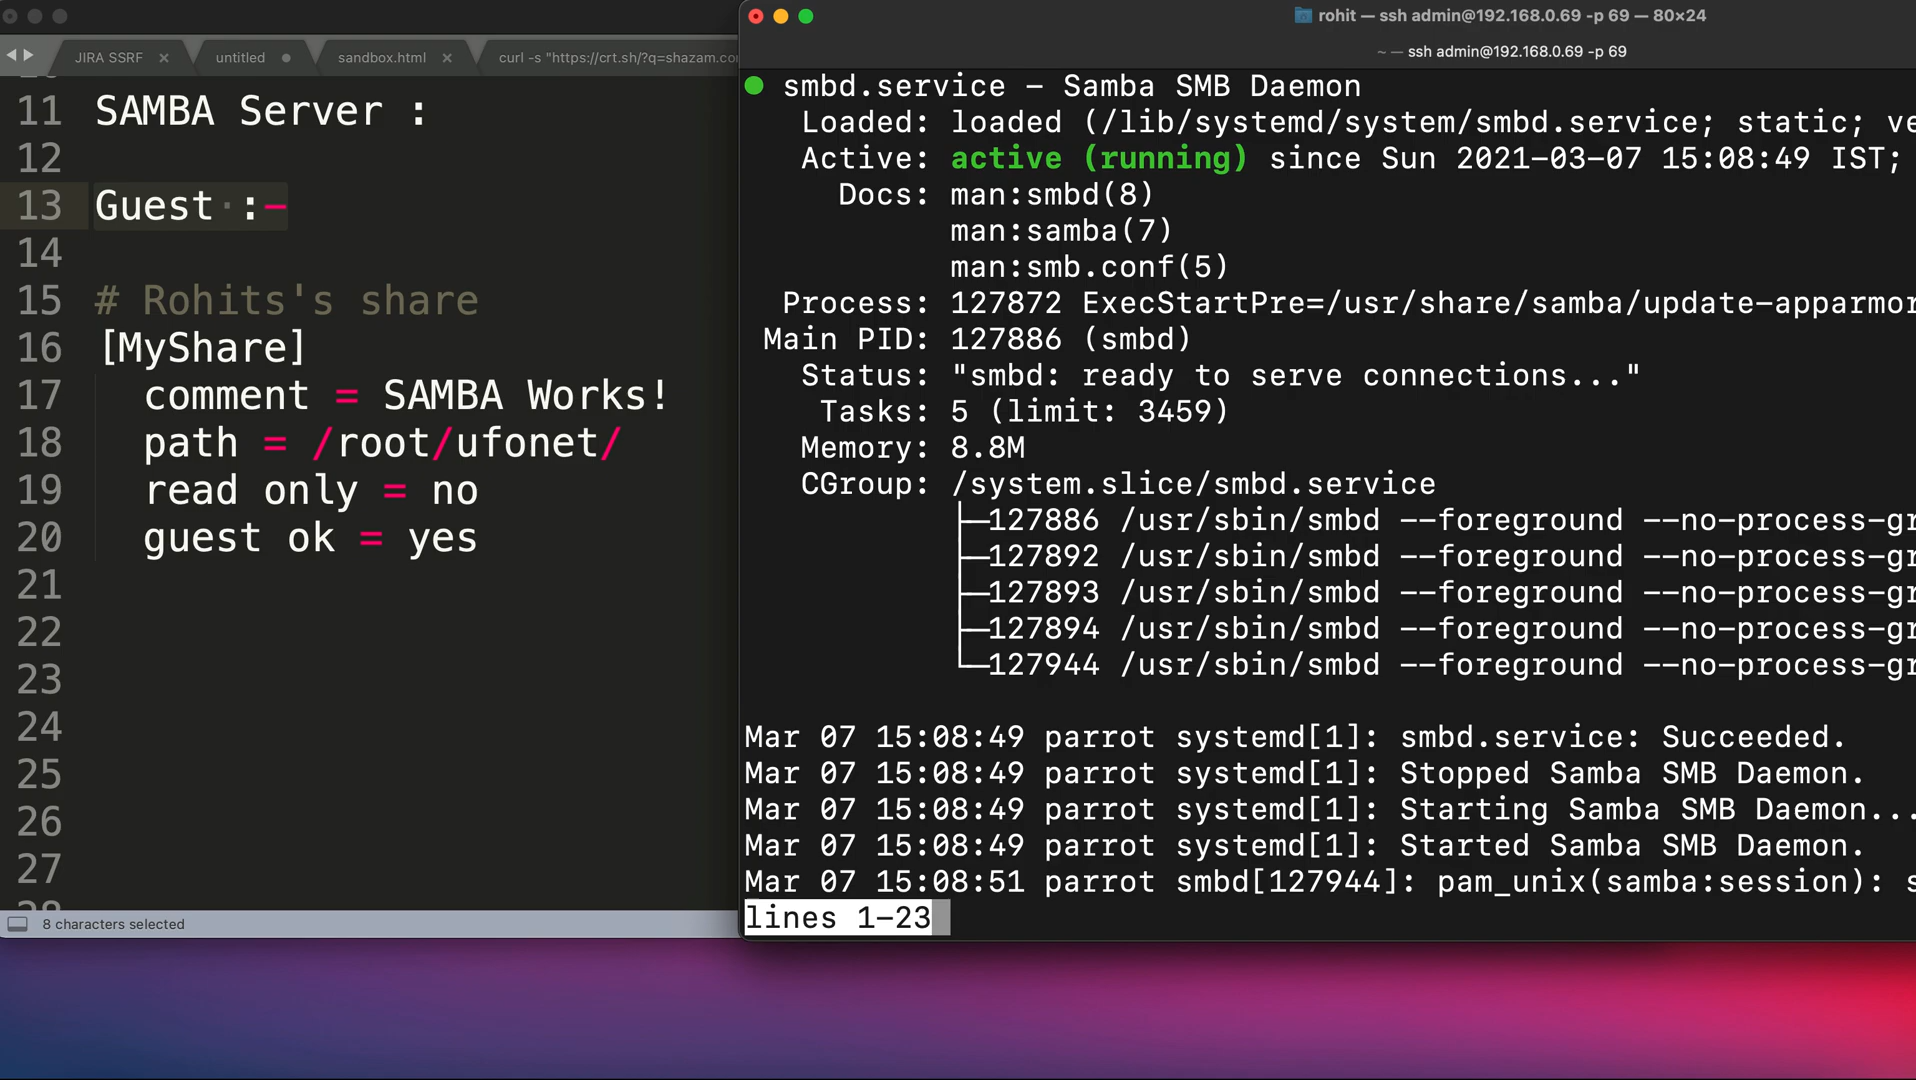 JIRA SSRF
untitled
sandbox.html
curl -s "https://crt.sh/?q=shazam.co
11 SAMBA Server :
12
13 Guest :-
14
15 # Rohits's share
16 [MyShare]
17 comment = SAMBA Works!
18 path = /root/ufonet/
19 read only = no
20 guest ok = yes
21
22
23
24
25
26
27
8 characters selected
rohit — ssh admin@192.168.0.69 -p 69 — 80×24
~ — ssh admin@192.168.0.69 -p 69
● smbd.service - Samba SMB Daemon
Loaded: loaded (/lib/systemd/system/smbd.service; static; ve
Active: active (running) since Sun 2021-03-07 15:08:49 IST;
Docs: man:smbd(8)
man:samba(7)
man:smb.conf(5)
Process: 127872 ExecStartPre=/usr/share/samba/update-apparmor
Main PID: 127886 (smbd)
Status: "smbd: ready to serve connections..."
Tasks: 5 (limit: 3459)
Memory: 8.8M
CGroup: /system.slice/smbd.service
├─127886 /usr/sbin/smbd --foreground --no-process-gr
├─127892 /usr/sbin/smbd --foreground --no-process-gr
├─127893 /usr/sbin/smbd --foreground --no-process-gr
├─127894 /usr/sbin/smbd --foreground --no-process-gr
└─127944 /usr/sbin/smbd --foreground --no-process-gr
Mar 07 15:08:49 parrot systemd[1]: smbd.service: Succeeded.
Mar 07 15:08:49 parrot systemd[1]: Stopped Samba SMB Daemon.
Mar 07 15:08:49 parrot systemd[1]: Starting Samba SMB Daemon...
Mar 07 15:08:49 parrot systemd[1]: Started Samba SMB Daemon.
Mar 07 15:08:51 parrot smbd[127944]: pam_unix(samba:session): s
lines 1-23